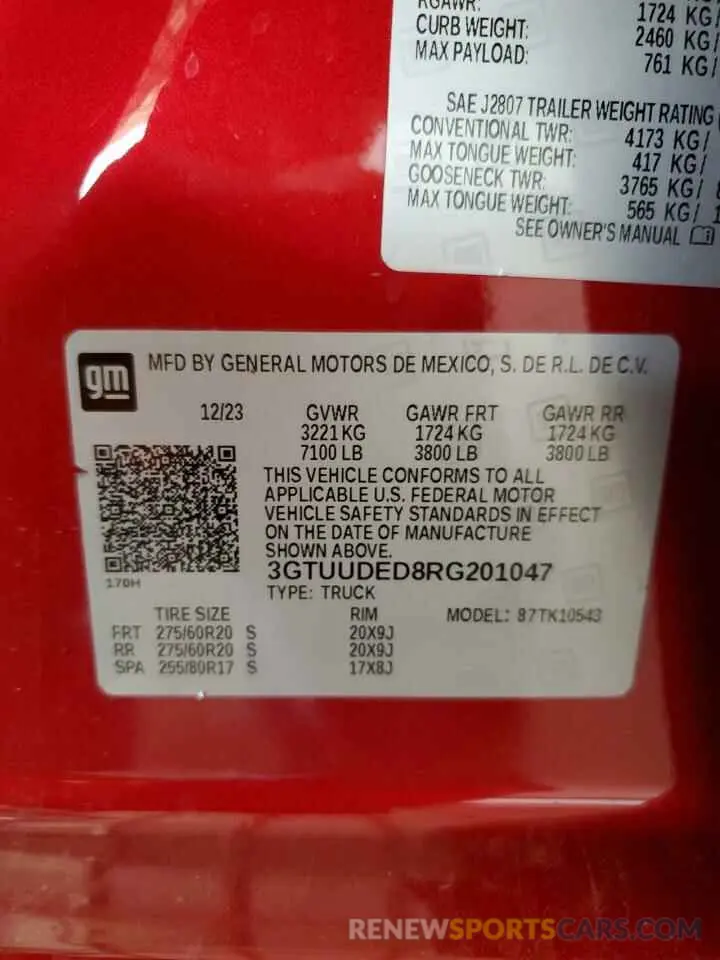 RGAWR:
1724 KG/
CURB WEIGHT: 2460 KG/
MAX PAYLOAD: 761 KG/
SAE J2807 TRAILER WEIGHT RATING
CONVENTIONAL TWR: 4173 KG/
MAX TONGUE WEIGHT: 417 KG/
GOOSENECK TWR: 3765 KG/
MAX TONGUE WEIGHT: 565 KG/ 1
SEE OWNER'S MANUAL
gm MFD BY GENERAL MOTORS DE MEXICO, S. DE R.L. DE C.V.
12/23 GVWR GAWR FRT GAWR RR
3221 KG 1724 KG 1724 KG
7100 LB 3800 LB 3800 LB
THIS VEHICLE CONFORMS TO ALL
APPLICABLE U.S. FEDERAL MOTOR
VEHICLE SAFETY STANDARDS IN EFFECT
ON THE DATE OF MANUFACTURE
SHOWN ABOVE.
170H
3GTUUDED8RG201047
TYPE: TRUCK
TIRE SIZE RIM MODEL: 87TK10543
FRT 275/60R20 S 20X9J
RR 275/60R20 S 20X9J
SPA 255/80R17 S 17X8J
RENEWSPORTSCARS.COM